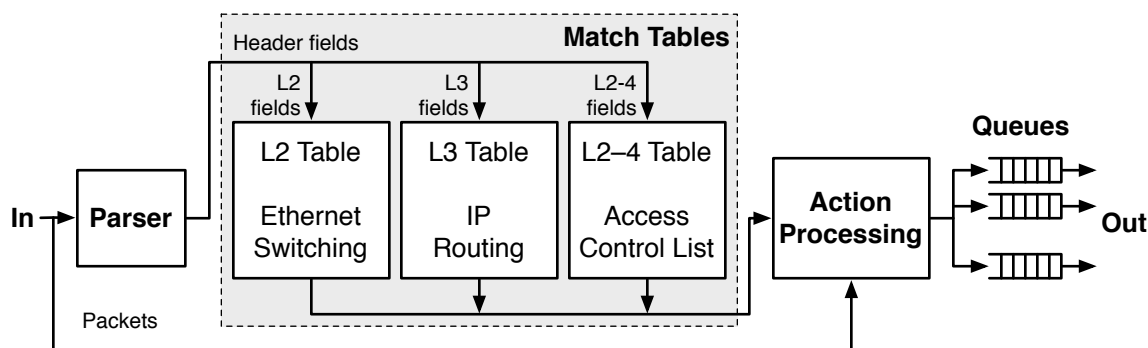 Match Tables
Header fields
L2
fields
L3
fields
L2-4
fields
L2 Table
Ethernet
Switching
L3 Table
IP
Routing
L2–4 Table
Access
Control List
In
Parser
Packets
Action
Processing
Queues
Out